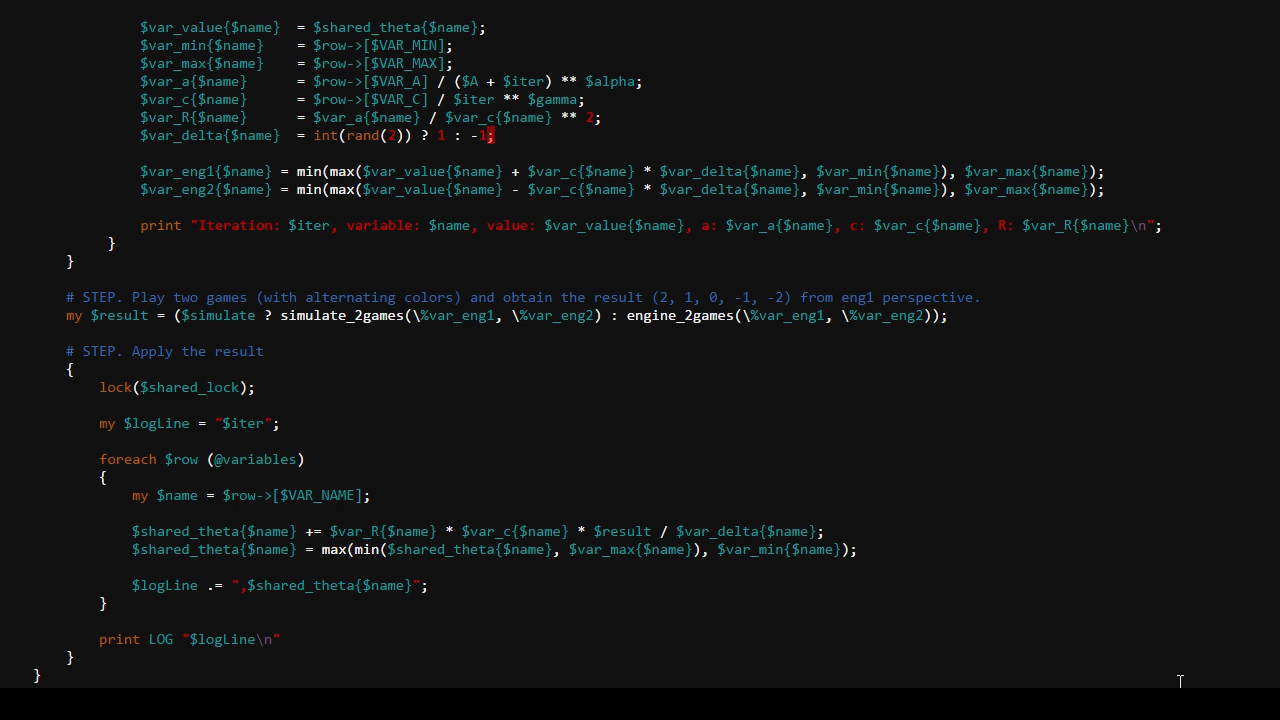 $var_value{$name}  = $shared_theta{$name};
$var_min{$name}    = $row->[$VAR_MIN];
$var_max{$name}    = $row->[$VAR_MAX];
$var_a{$name}      = $row->[$VAR_A] / ($A + $iter) ** $alpha;
$var_c{$name}      = $row->[$VAR_C] / $iter ** $gamma;
$var_R{$name}      = $var_a{$name} / $var_c{$name} ** 2;
$var_delta{$name}  = int(rand(2)) ? 1 : -1;
$var_eng1{$name} = min(max($var_value{$name} + $var_c{$name} * $var_delta{$name}, $var_min{$name}), $var_max{$name});
$var_eng2{$name} = min(max($var_value{$name} - $var_c{$name} * $var_delta{$name}, $var_min{$name}), $var_max{$name});
print "Iteration: $iter, variable: $name, value: $var_value{$name}, a: $var_a{$name}, c: $var_c{$name}, R: $var_R{$name}\n";
}
}
# STEP. Play two games (with alternating colors) and obtain the result (2, 1, 0, -1, -2) from eng1 perspective.
my $result = ($simulate ? simulate_2games(\%var_eng1, \%var_eng2) : engine_2games(\%var_eng1, \%var_eng2));
# STEP. Apply the result
{
lock($shared_lock);
my $logLine = "$iter";
foreach $row (@variables)
{
my $name = $row->[$VAR_NAME];
$shared_theta{$name} += $var_R{$name} * $var_c{$name} * $result / $var_delta{$name};
$shared_theta{$name} = max(min($shared_theta{$name}, $var_max{$name}), $var_min{$name});
$logLine .= ",$shared_theta{$name}";
}
print LOG "$logLine\n"
}
}